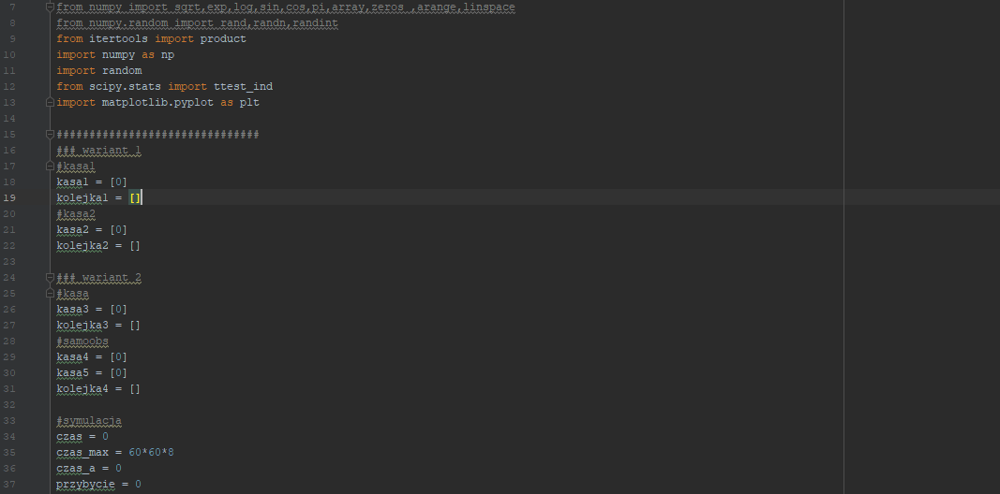 7 from numpy import sqrt,exp,log,sin,cos,pi,array,zeros ,arange,linspace
8 from numpy.random import rand,randn,randint
9 from itertools import product
10 import numpy as np
11 import random
12 from scipy.stats import ttest_ind
13 import matplotlib.pyplot as plt
14
15 ###############################
16 ### wariant 1
17 #kasa1
18 kasa1 = [0]
19 kolejka1 = []
20 #kasa2
21 kasa2 = [0]
22 kolejka2 = []
23
24 ### wariant 2
25 #kasa
26 kasa3 = [0]
27 kolejka3 = []
28 #samoobs
29 kasa4 = [0]
30 kasa5 = [0]
31 kolejka4 = []
32
33 #symulacja
34 czas = 0
35 czas_max = 60*60*8
36 czas_a = 0
37 przybycie = 0